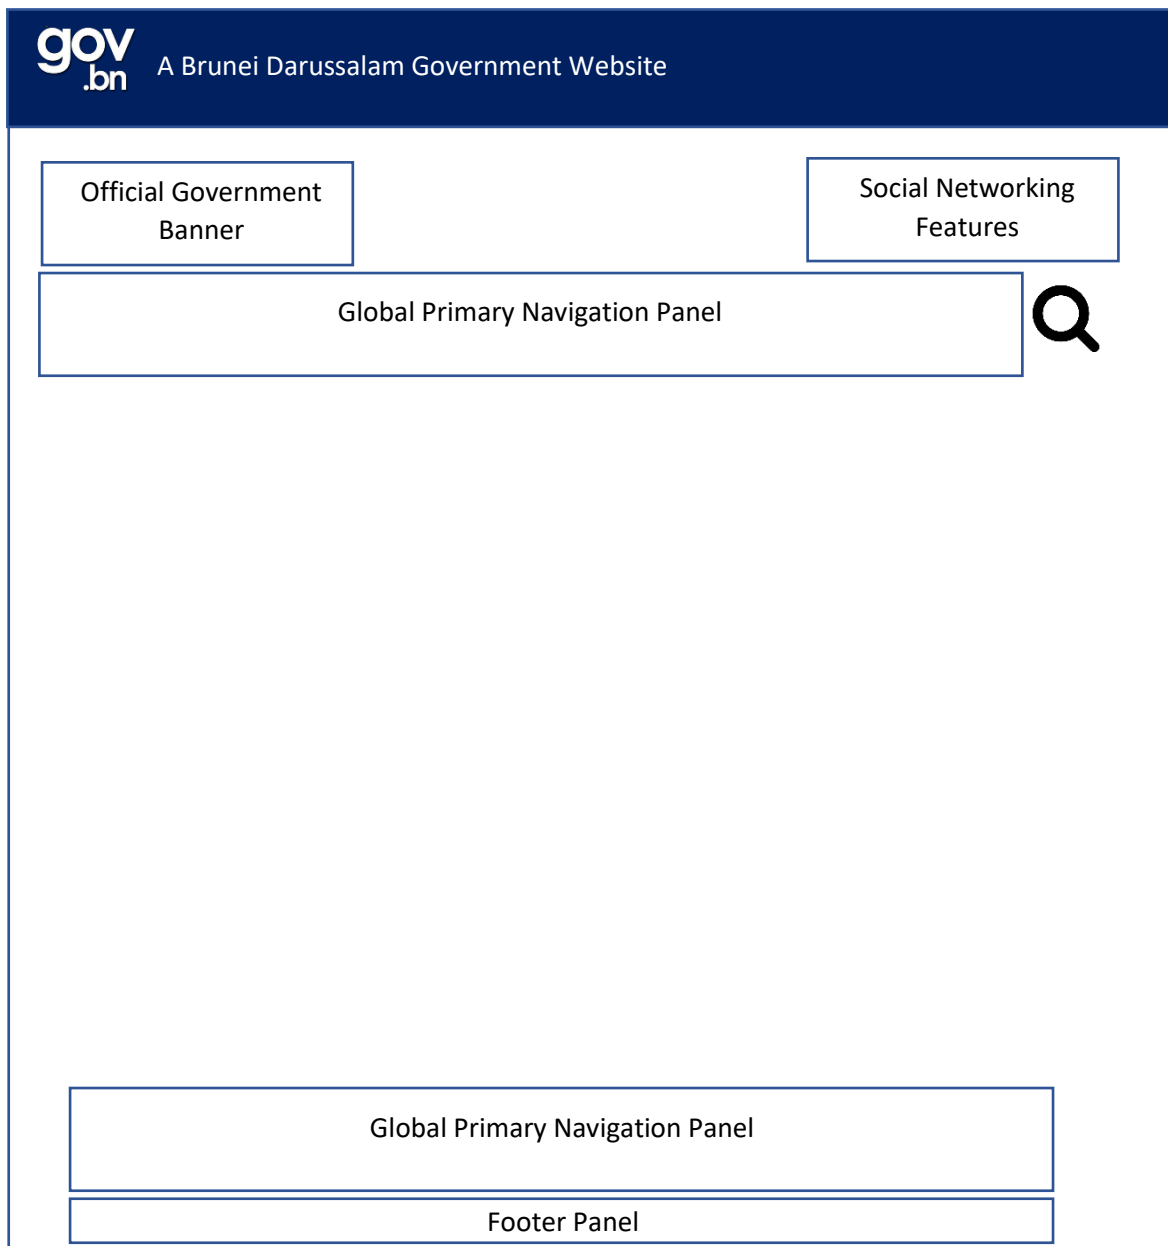 gov
.bn
A Brunei Darussalam Government Website
Official Government
Banner
Social Networking
Features
Global Primary Navigation Panel
Global Primary Navigation Panel
Footer Panel